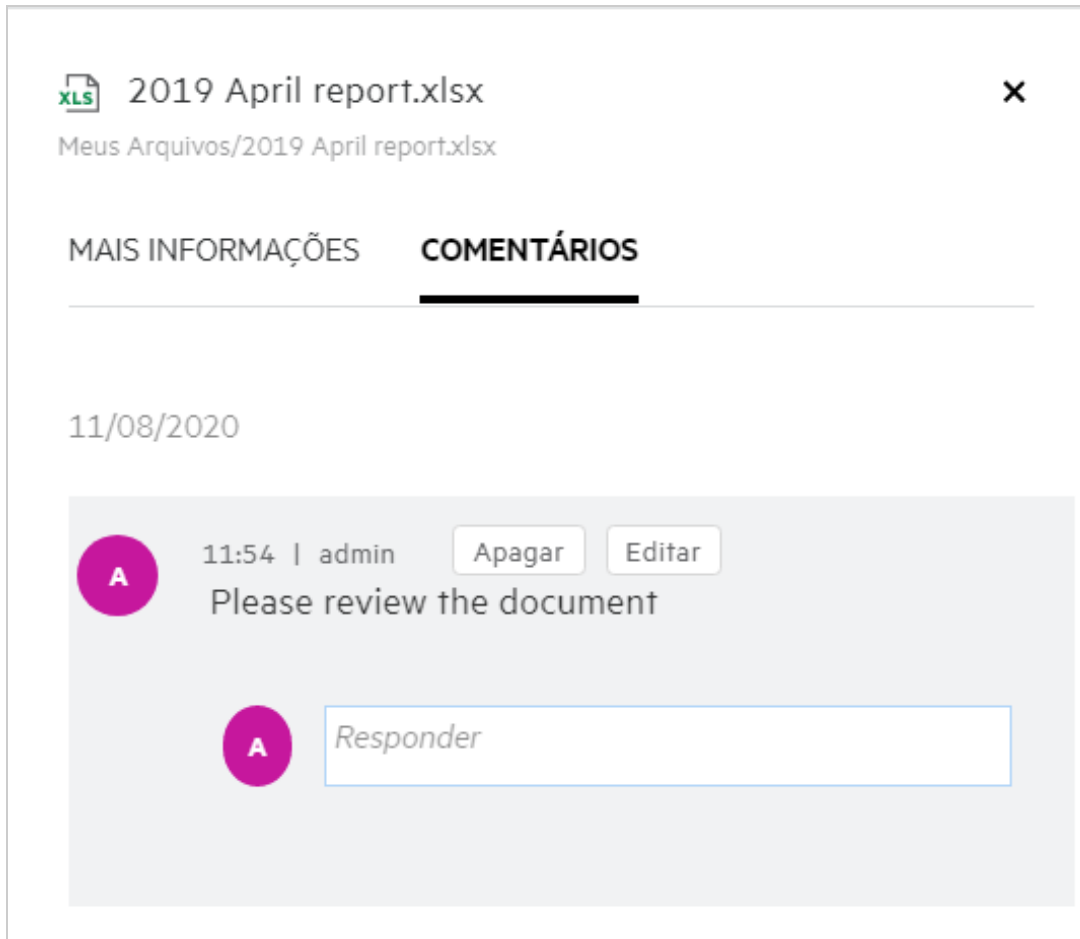 XLS 2019 April report.xlsx
Meus Arquivos/2019 April report.xlsx
MAIS INFORMAÇÕES COMENTÁRIOS
11/08/2020
A 11:54 | admin Apagar Editar
Please review the document
A Responder